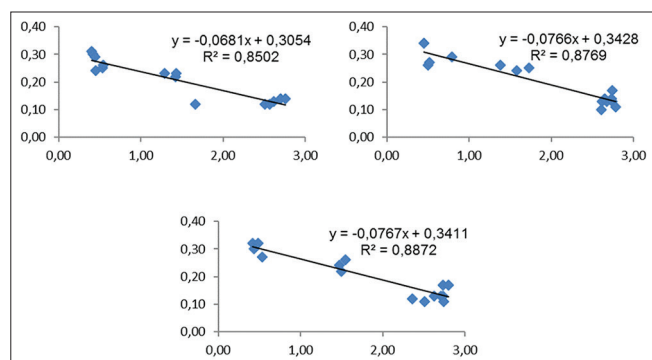 0,40
y = -0,0681x + 0,3054
0,30
R² = 0,8502
0,20
0,10
0,00
0,00 1,00 2,00 3,00
0,40
y = -0,0766x + 0,3428
R² = 0,8769
0,30
0,20
0,10
0,00
0,00 1,00 2,00 3,00
0,40
y = -0,0767x + 0,3411
R² = 0,8872
0,30
0,20
0,10
0,00
0,00 1,00 2,00 3,00